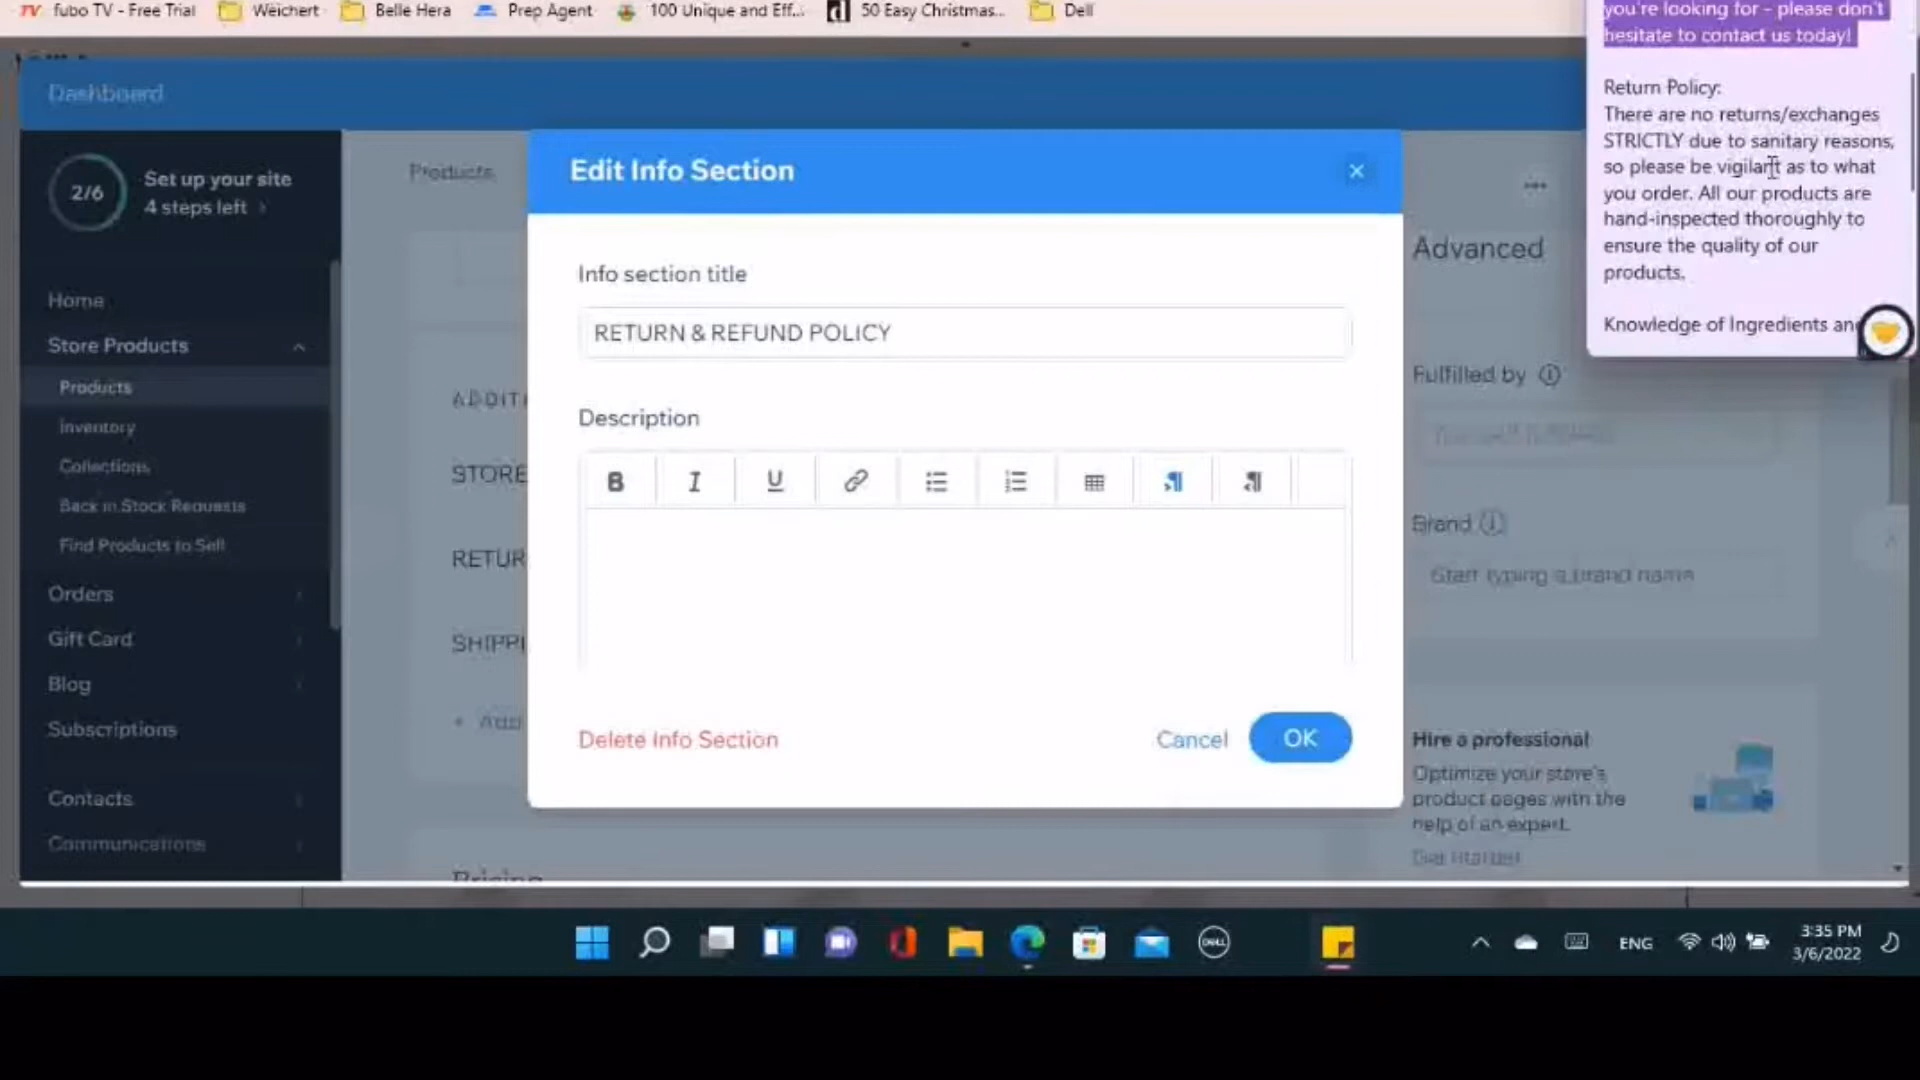 fubo TV - Free Trial
Weichert
Belle Hera
Prep Agent
100 Unique and Eff...
50 Easy Christmas...
Dell
you're looking for - please don't
hesitate to contact us today!
Return Policy:
There are no returns/exchanges
STRICTLY due to sanitary reasons,
so please be vigilant as to what
you order. All our products are
hand-inspected thoroughly to
ensure the quality of our
products.
Knowledge of Ingredients an
Dashboard
2/6
Set up your site
4 steps left
Home
Store Products
Products
Inventory
Collections
Back in Stock Requests
Find Products to Sell
Orders
Gift Card
Blog
Subscriptions
Contacts
Communications
Products
ADDIT
STORE
RETUR
SHIPPI
+ Add
Pricing
Edit Info Section
Info section title
RETURN & REFUND POLICY
Description
B I U
Delete Info Section
Cancel
OK
Advanced
Fulfilled by
Brand
Start typing a brand name
Hire a professional
Optimize your store's
product pages with the
help of an expert.
Get Started
DELL
ENG
3:35 PM
3/6/2022